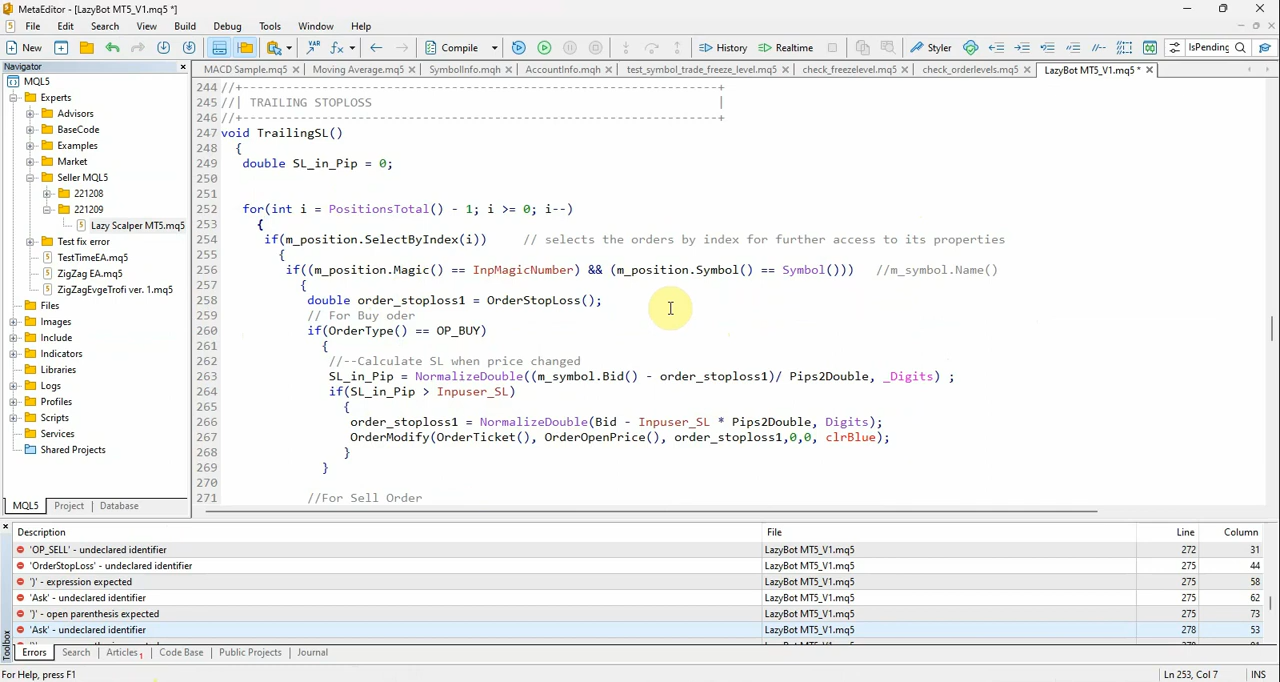 MetaEditor - [LazyBot MT5_V1.mq5 *]
File Edit Search View Build Debug Tools Window Help
New Compile History Realtime Styler IsPending
Navigator
MACD Sample.mq5 Moving Average.mq5 SymbolInfo.mqh AccountInfo.mqh test_symbol_trade_freeze_level.mq5 check_freezelevel.mq5 check_orderlevels.mq5 LazyBot MT5_V1.mq5 *
MQL5
Experts
Advisors
BaseCode
Examples
Market
Seller MQL5
221208
221209
Lazy Scalper MT5.mq5
Test fix error
TestTimeEA.mq5
ZigZag EA.mq5
ZigZagEvgeTrofi ver. 1.mq5
Files
Images
Include
Indicators
Libraries
Logs
Profiles
Scripts
Services
Shared Projects
MQL5 Project Database
244 //+------------------------------------------------------------------+
245 //| TRAILING STOPLOSS |
246 //+------------------------------------------------------------------+
247 void TrailingSL()
248 {
249 double SL_in_Pip = 0;
250
251
252 for(int i = PositionsTotal() - 1; i >= 0; i--)
253 {
254 if(m_position.SelectByIndex(i)) // selects the orders by index for further access to its properties
255 {
256 if((m_position.Magic() == InpMagicNumber) && (m_position.Symbol() == Symbol())) //m_symbol.Name()
257 {
258 double order_stoploss1 = OrderStopLoss();
259 // For Buy oder
260 if(OrderType() == OP_BUY)
261 {
262 //--Calculate SL when price changed
263 SL_in_Pip = NormalizeDouble((m_symbol.Bid() - order_stoploss1)/ Pips2Double, _Digits) ;
264 if(SL_in_Pip > Inpuser_SL)
265 {
266 order_stoploss1 = NormalizeDouble(Bid - Inpuser_SL * Pips2Double, Digits);
267 OrderModify(OrderTicket(), OrderOpenPrice(), order_stoploss1,0,0, clrBlue);
268 }
269 }
270
271 //For Sell Order
Description File Line Column
'OP_SELL' - undeclared identifier LazyBot MT5_V1.mq5 272 31
'OrderStopLoss' - undeclared identifier LazyBot MT5_V1.mq5 275 44
')' - expression expected LazyBot MT5_V1.mq5 275 58
'Ask' - undeclared identifier LazyBot MT5_V1.mq5 275 62
')' - open parenthesis expected LazyBot MT5_V1.mq5 275 73
'Ask' - undeclared identifier LazyBot MT5_V1.mq5 278 53
Toolbox
Errors Search Articles 1 Code Base Public Projects Journal
For Help, press F1 Ln 253, Col 7 INS